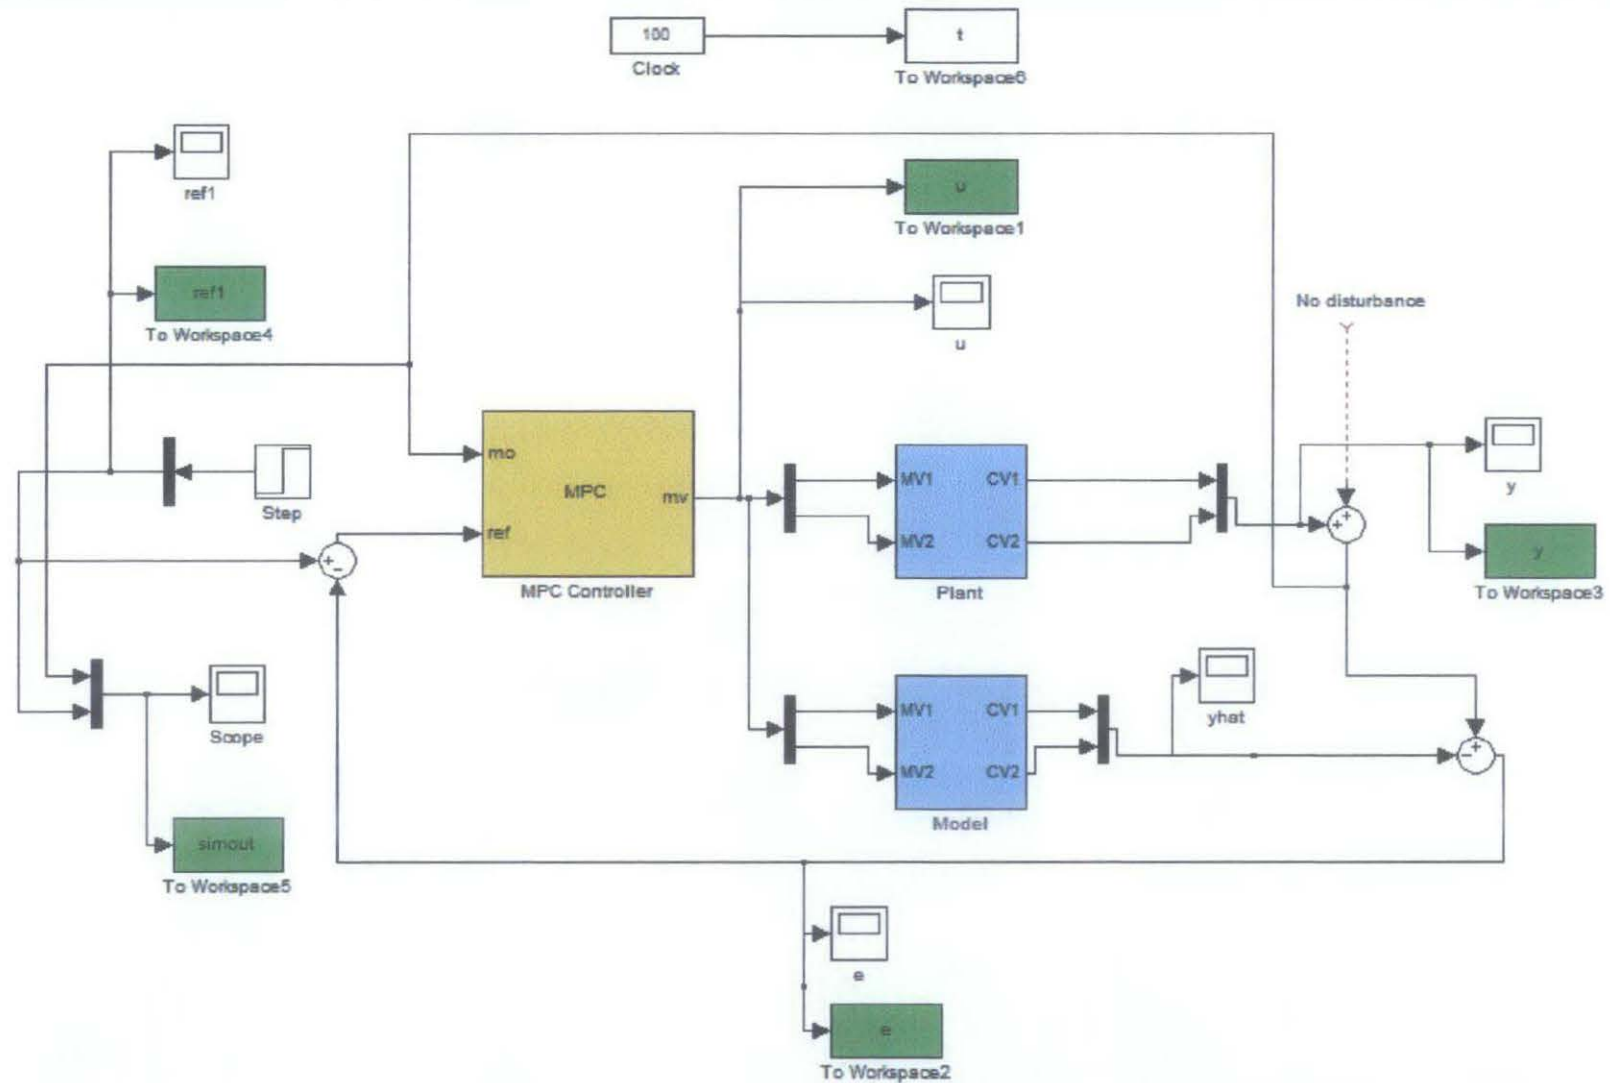 100
Clock
t
To Workspace6
ref1
u
To Workspace1
ref1
To Workspace4
u
No disturbance
Step
mo
MPC
mv
ref
MPC Controller
MV1
CV1
MV2
CV2
Plant
y
y
To Workspace3
Scope
MV1
CV1
MV2
CV2
Model
yhat
simout
To Workspace5
e
e
To Workspace2